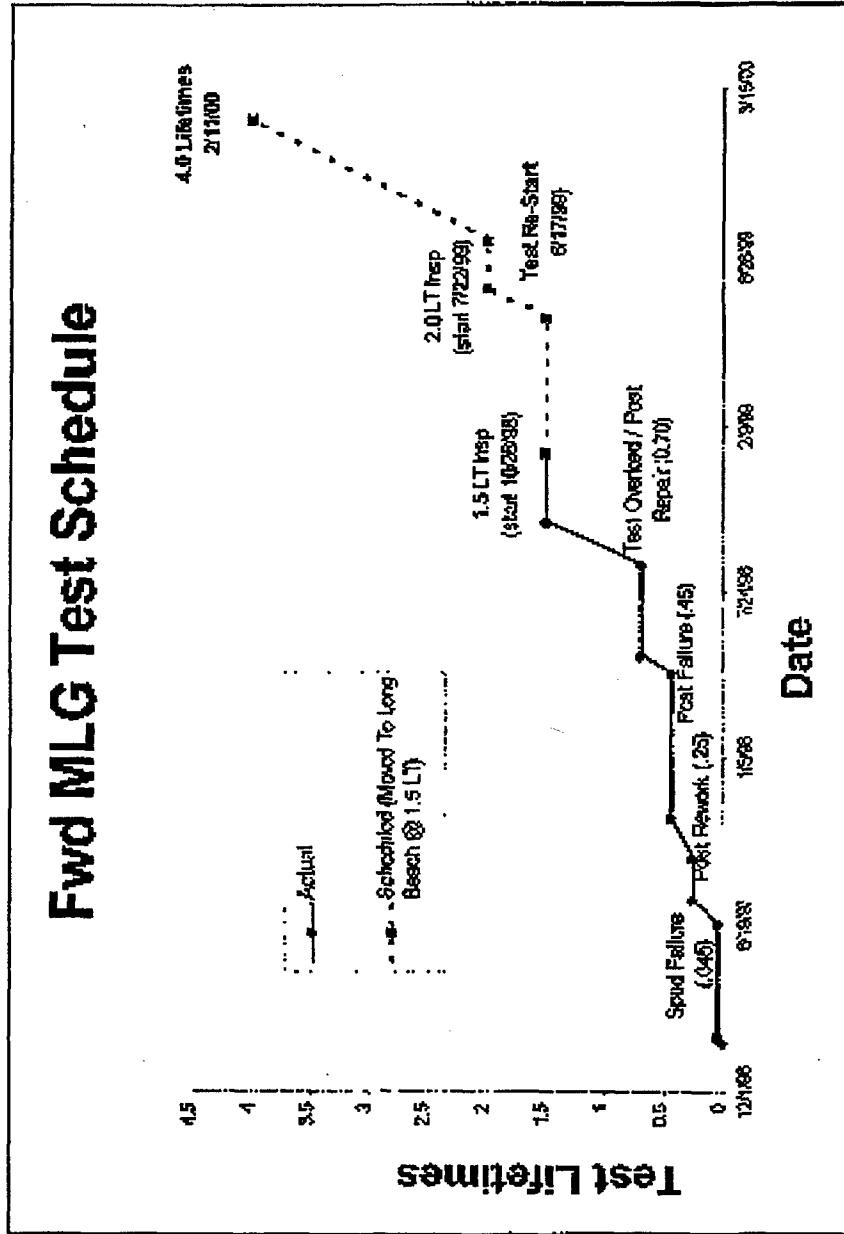 Fwd MLG Test Schedule
Test Lifetimes
4.5
4
3.5
3
2.5
2
1.5
1
0.5
0
Actual
Scheduled (Moved To Long
Beach @ 1.5 LT)
Spud Failure
(.045)
Post Rework (.25)
Post Failure (.45)
Test Overload / Post
Repair (0.70)
1.5 LT Insp
(start 10/26/98)
2.0 LT Insp
(start 7/22/99)
Test Re-Start
6/17/99)
4.0 Lifetimes
2/11/00
12/1/96
6/19/97
1/5/98
7/24/98
2/9/99
8/28/99
3/15/00
Date